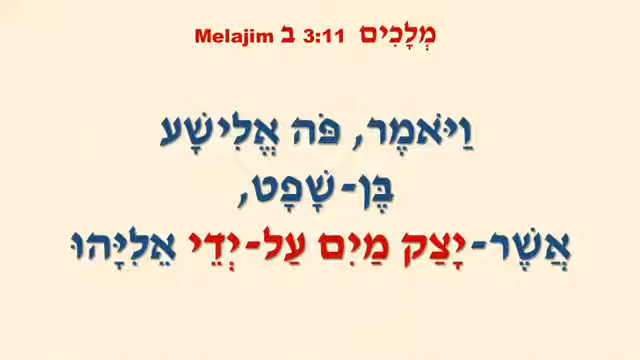 מְלָכִים Melajim ב 3:11
וַיֹּאמֶר, פֹּה אֱלִישָׁע
בֶּן-שָׁפָט,
אֲשֶׁר-יָצַק מַיִם עַל-יְדֵי אֵלִיָּהוּ